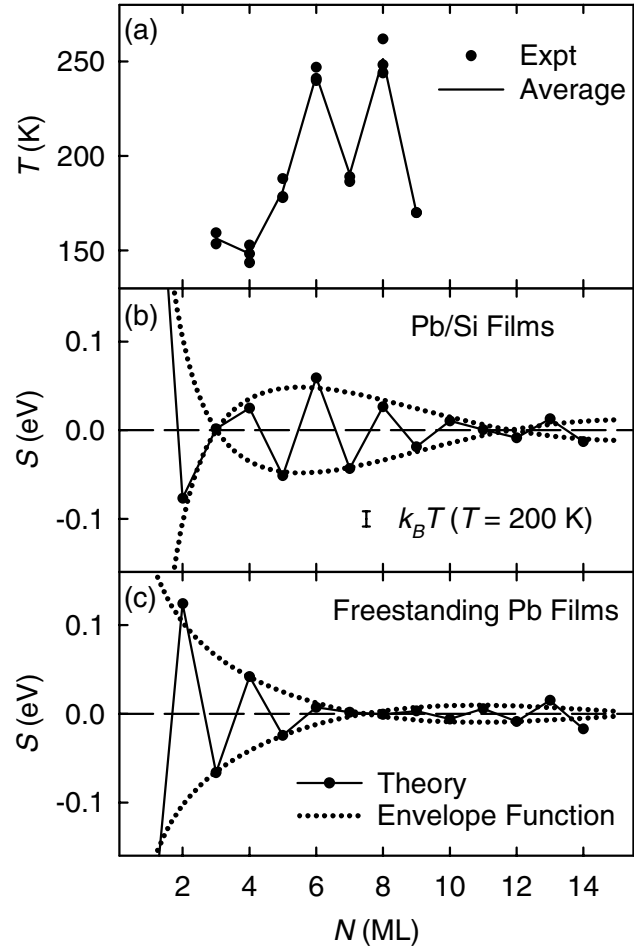 (a)
250
200
150
T (K)
Expt
Average
(b)
Pb/Si Films
0.1
0.0
-0.1
S (eV)
k_BT (T = 200 K)
(c)
Freestanding Pb Films
0.1
0.0
-0.1
S (eV)
Theory
Envelope Function
2 4 6 8 10 12 14
N (ML)